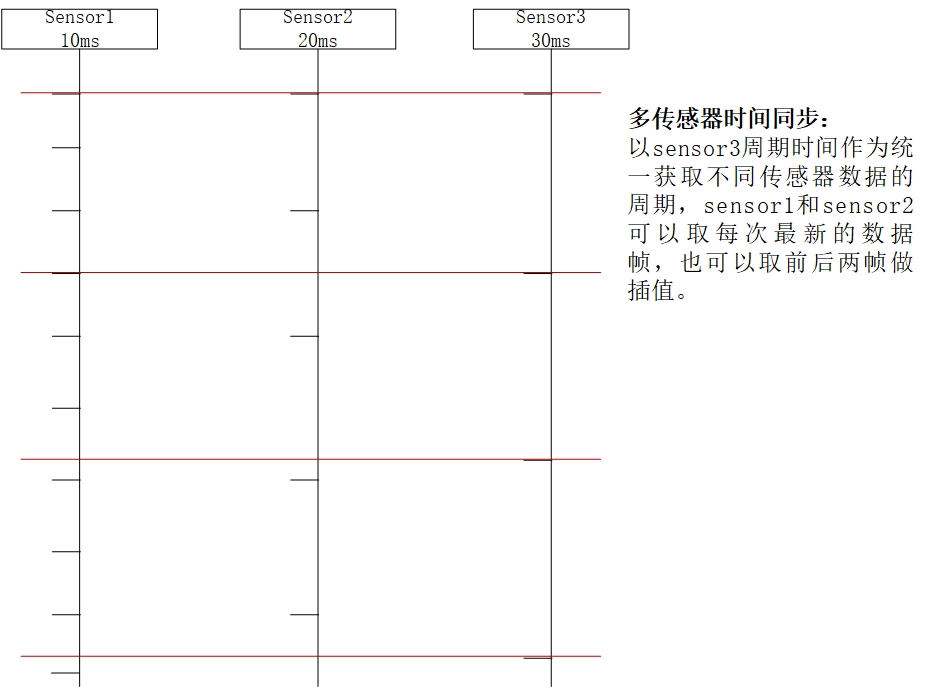 Sensor1
10ms
Sensor2
20ms
Sensor3
30ms
多传感器时间同步:
以sensor3周期时间作为统
一获取不同传感器数据的
周期，sensor1和sensor2
可以取每次最新的数据
帧，也可以取前后两帧做
插值。